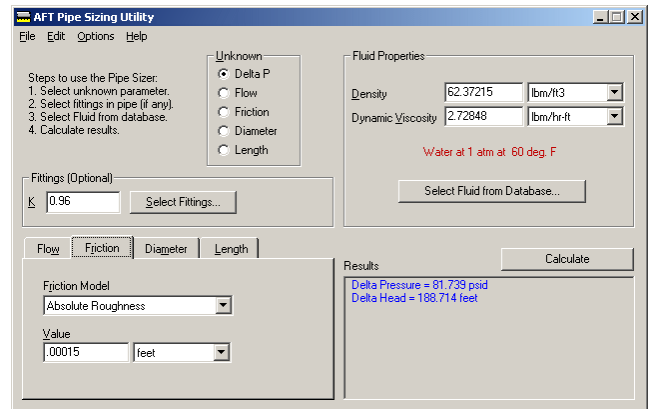 AFT Pipe Sizing Utility
File Edit Options Help
Steps to use the Pipe Sizer:
1. Select unknown parameter.
2. Select fittings in pipe (if any).
3. Select Fluid from database.
4. Calculate results.
Unknown
Delta P
Flow
Friction
Diameter
Length
Fluid Properties
Density 62.37215 lbm/ft3
Dynamic Viscosity 2.72848 lbm/hr-ft
Water at 1 atm at 60 deg. F
Select Fluid from Database...
Fittings (Optional)
K 0.96 Select Fittings...
Flow Friction Diameter Length
Friction Model
Absolute Roughness
Value
.00015 feet
Results
Calculate
Delta Pressure = 81.739 psid
Delta Head = 188.714 feet